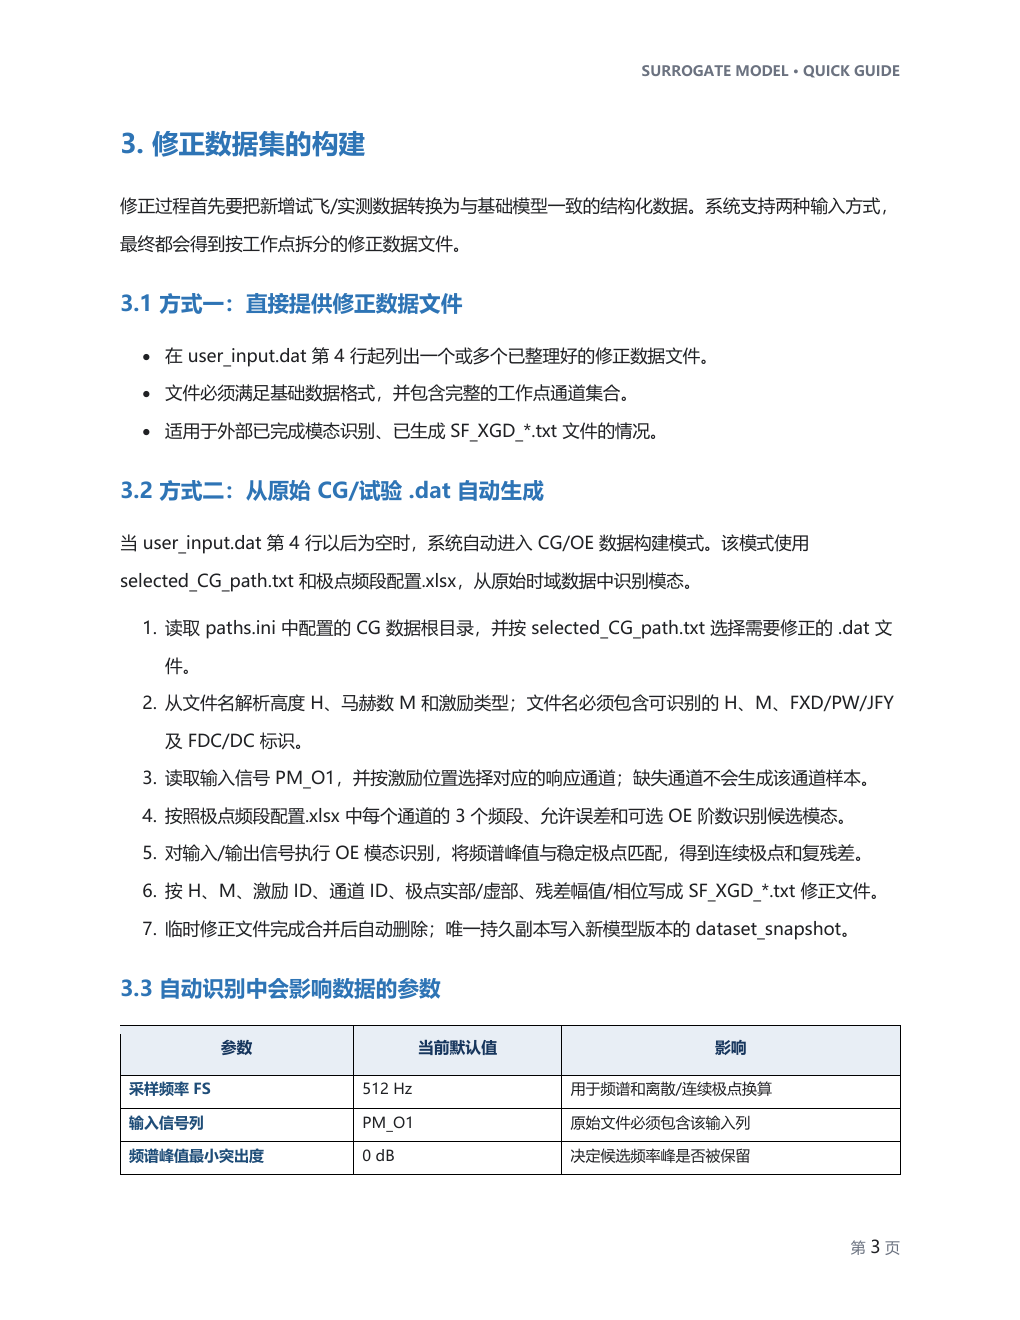 SURROGATE MODEL • QUICK GUIDE
3. 修正数据集的构建
修正过程首先要把新增试飞/实测数据转换为与基础模型一致的结构化数据。系统支持两种输入方式，
最终都会得到按工作点拆分的修正数据文件。
3.1 方式一：直接提供修正数据文件
• 在 user_input.dat 第 4 行起列出一个或多个已整理好的修正数据文件。
• 文件必须满足基础数据格式，并包含完整的工作点通道集合。
• 适用于外部已完成模态识别、已生成 SF_XGD_*.txt 文件的情况。
3.2 方式二：从原始 CG/试验 .dat 自动生成
当 user_input.dat 第 4 行以后为空时，系统自动进入 CG/OE 数据构建模式。该模式使用
selected_CG_path.txt 和极点频段配置.xlsx，从原始时域数据中识别模态。
1. 读取 paths.ini 中配置的 CG 数据根目录，并按 selected_CG_path.txt 选择需要修正的 .dat 文
件。
2. 从文件名解析高度 H、马赫数 M 和激励类型；文件名必须包含可识别的 H、M、FXD/PW/JFY
及 FDC/DC 标识。
3. 读取输入信号 PM_O1，并按激励位置选择对应的响应通道；缺失通道不会生成该通道样本。
4. 按照极点频段配置.xlsx 中每个通道的 3 个频段、允许误差和可选 OE 阶数识别候选模态。
5. 对输入/输出信号执行 OE 模态识别，将频谱峰值与稳定极点匹配，得到连续极点和复残差。
6. 按 H、M、激励 ID、通道 ID、极点实部/虚部、残差幅值/相位写成 SF_XGD_*.txt 修正文件。
7. 临时修正文件完成合并后自动删除；唯一持久副本写入新模型版本的 dataset_snapshot。
3.3 自动识别中会影响数据的参数
参数 当前默认值 影响
采样频率 FS 512 Hz 用于频谱和离散/连续极点换算
输入信号列 PM_O1 原始文件必须包含该输入列
频谱峰值最小突出度 0 dB 决定候选频率峰是否被保留
第 3 页